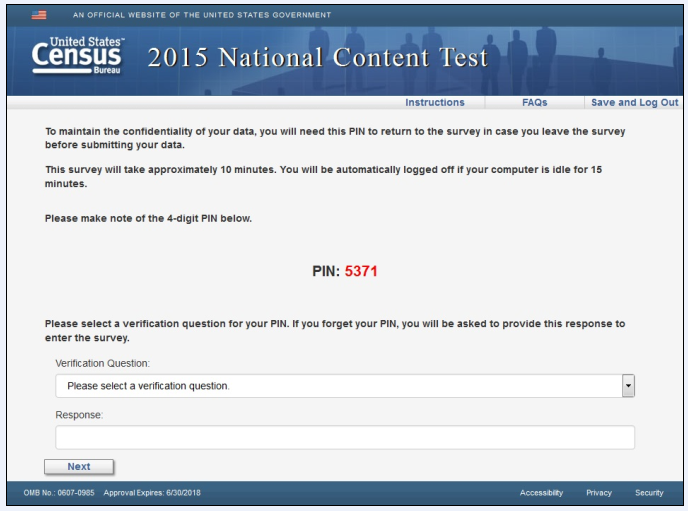 AN OFFICIAL WEBSITE OF THE UNITED STATES GOVERNMENT
United States™
Census
Bureau
2015 National Content Test
Instructions FAQs Save and Log Out
To maintain the confidentiality of your data, you will need this PIN to return to the survey in case you leave the survey
before submitting your data.
This survey will take approximately 10 minutes. You will be automatically logged off if your computer is idle for 15
minutes.
Please make note of the 4-digit PIN below.
PIN: 5371
Please select a verification question for your PIN. If you forget your PIN, you will be asked to provide this response to
enter the survey.
Verification Question:
Please select a verification question.
Response:
Next
OMB No.: 0607-0985 Approval Expires: 6/30/2018 Accessibility Privacy Security